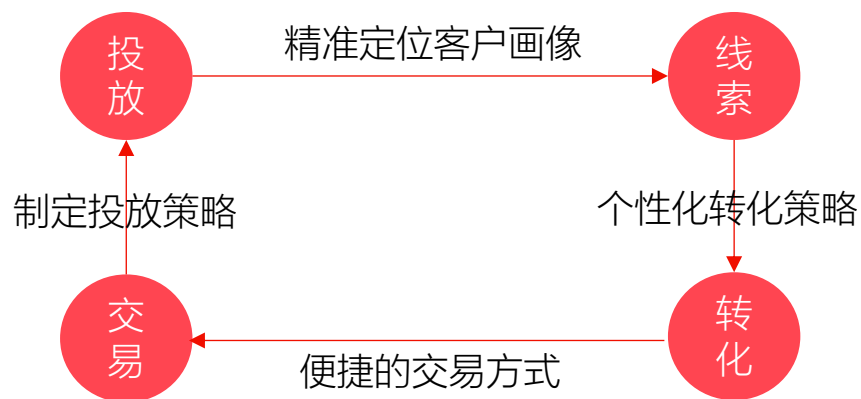 投
放
精准定位客户画像
线
索
制定投放策略
个性化转化策略
交
易
便捷的交易方式
转
化